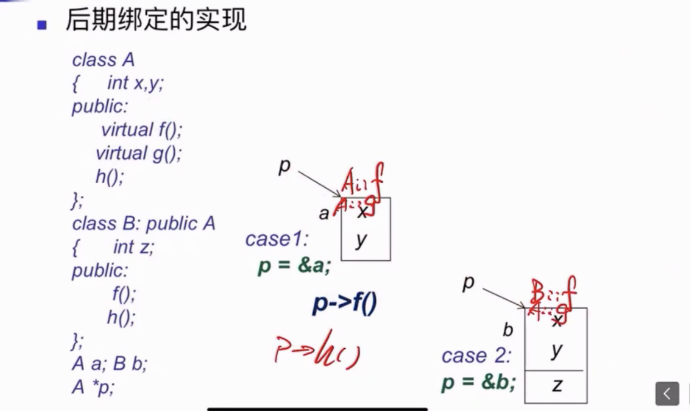 后期绑定的实现
class A
{ int x,y;
public:
virtual f();
virtual g();
h();
};
class B: public A
{ int z;
public:
f();
h();
};
A a; B b;
A *p;
p
A::f
A::g
a
x
y
case1:
p = &a;
p->f()
p->h()
p
B::f
A::g
b
x
y
z
case 2:
p = &b;